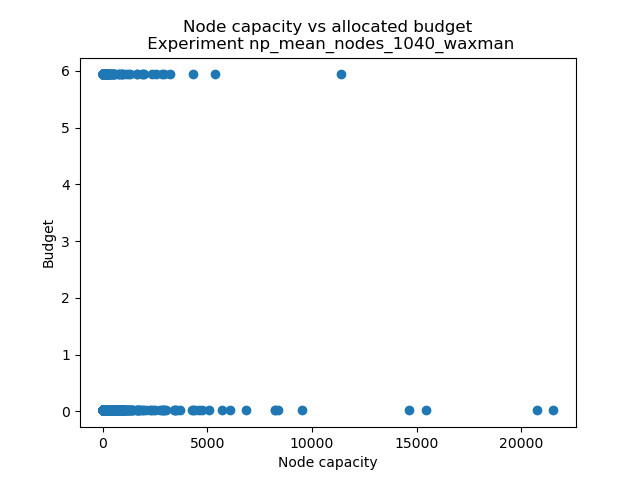 Node capacity vs allocated budget
Experiment np_mean_nodes_1040_waxman
6
5
4
3
2
1
0
Budget
0 5000 10000 15000 20000
Node capacity